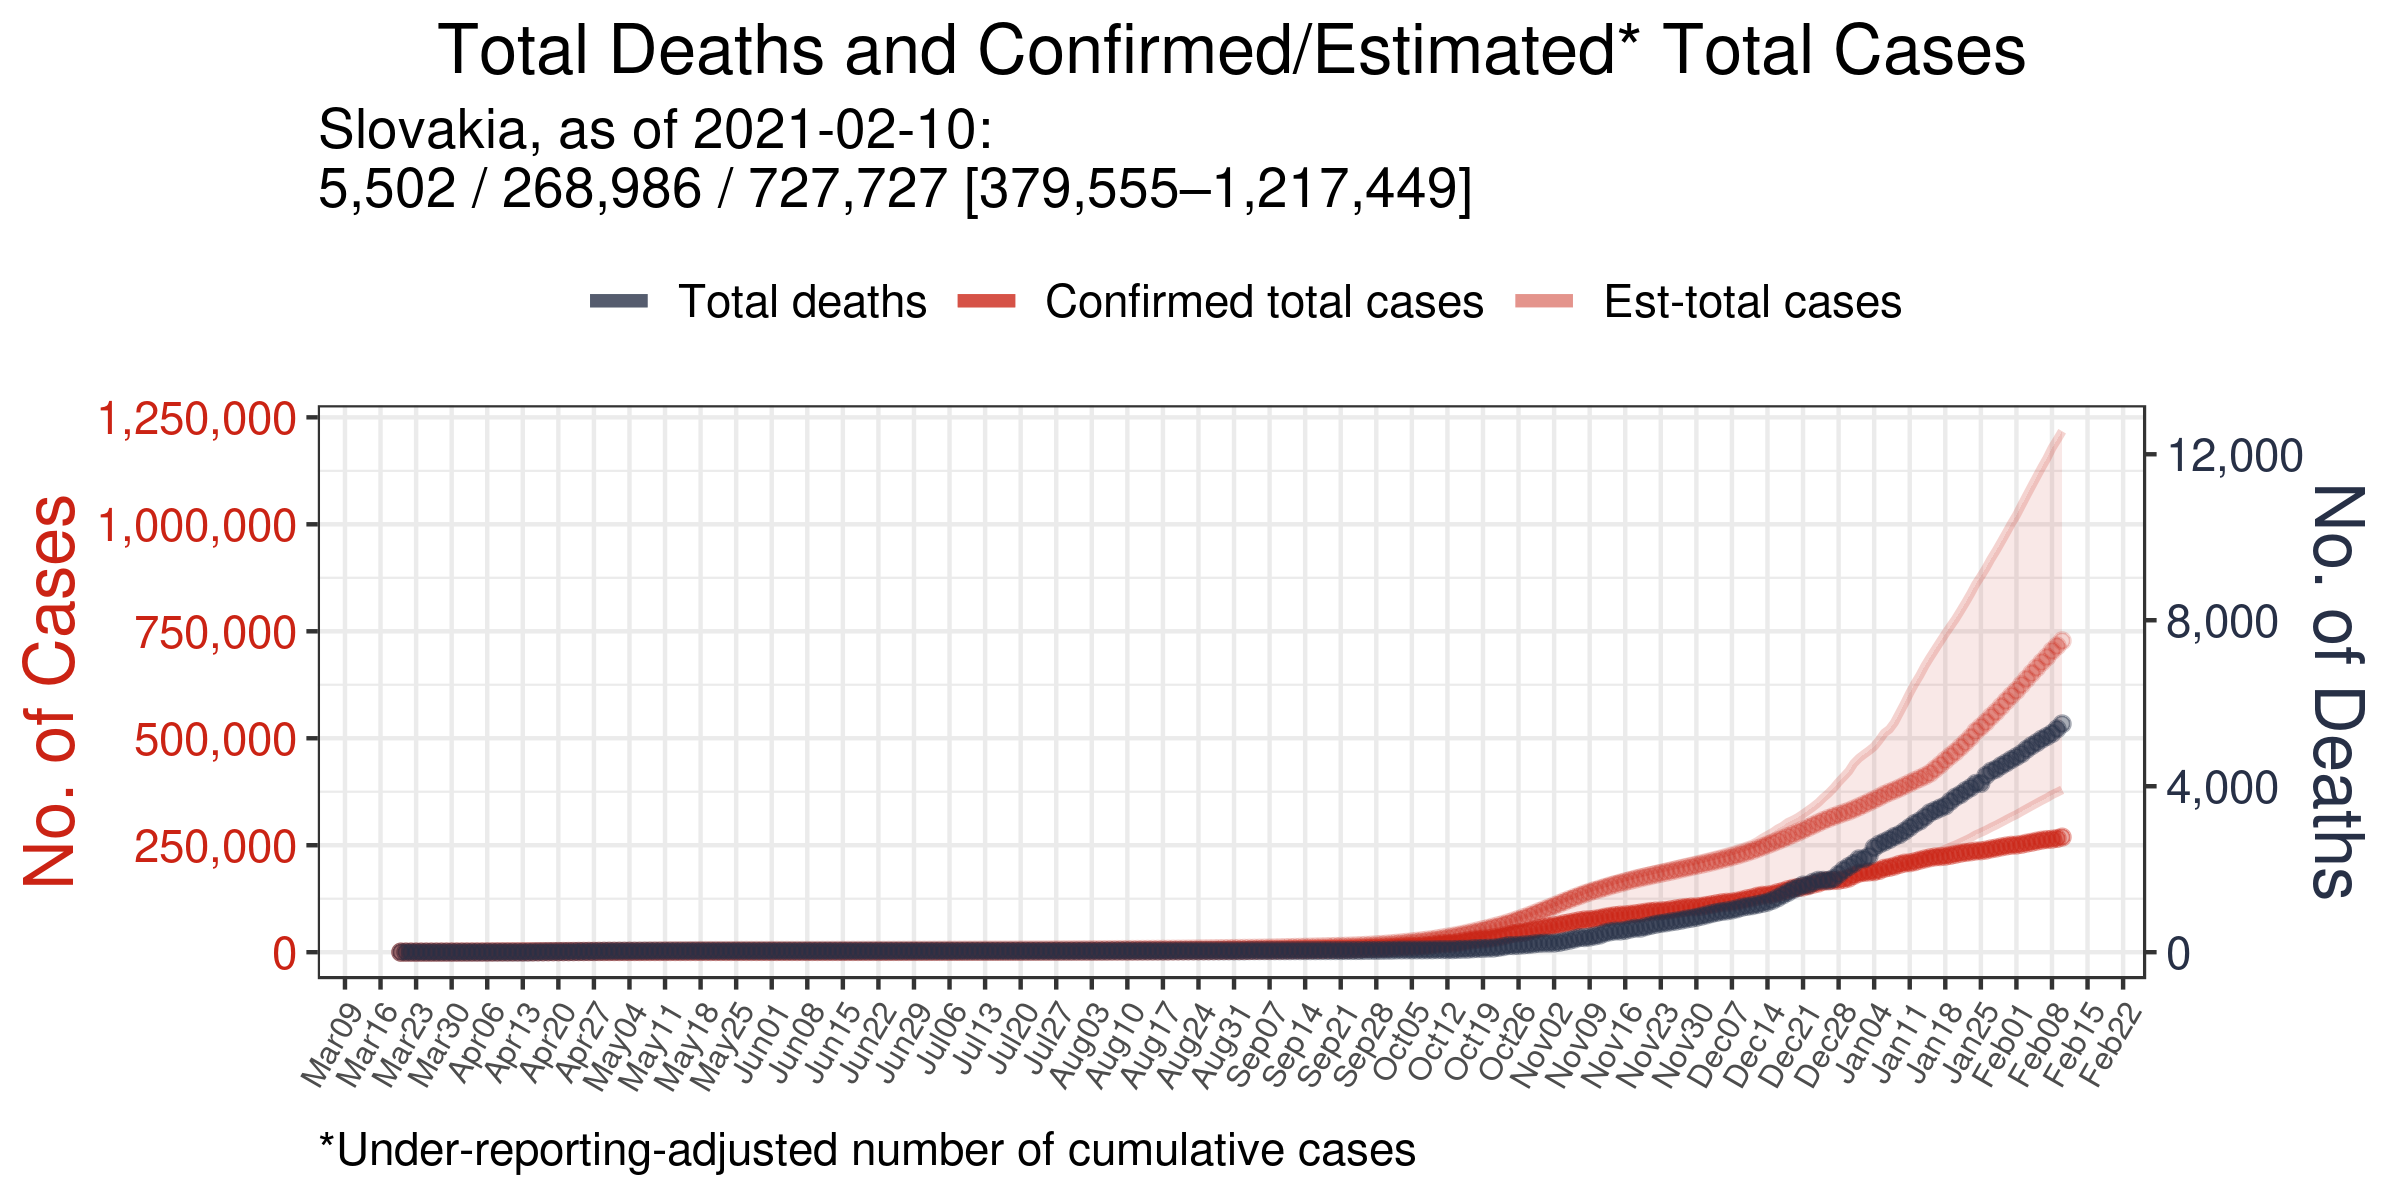 Total Deaths and Confirmed/Estimated* Total Cases
Slovakia, as of 2021-02-10:
5,502 / 268,986 / 727,727 [379,555–1,217,449]
Total deaths
Confirmed total cases
Est-total cases
No. of Cases
1,250,000
1,000,000
750,000
500,000
250,000
0
12,000
8,000
4,000
0
No. of Deaths
Mar09
Mar16
Mar23
Mar30
Apr06
Apr13
Apr20
Apr27
May04
May11
May18
May25
Jun01
Jun08
Jun15
Jun22
Jun29
Jul06
Jul13
Jul20
Jul27
Aug03
Aug10
Aug17
Aug24
Aug31
Sep07
Sep14
Sep21
Sep28
Oct05
Oct12
Oct19
Oct26
Nov02
Nov09
Nov16
Nov23
Nov30
Dec07
Dec14
Dec21
Dec28
Jan04
Jan11
Jan18
Jan25
Feb01
Feb08
Feb15
Feb22
*Under-reporting-adjusted number of cumulative cases